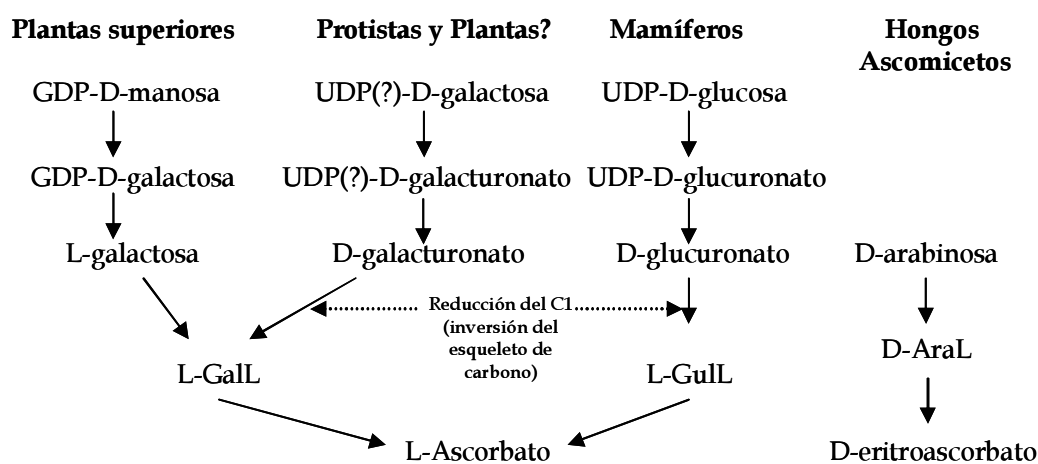 Plantas superiores
Protistas y Plantas?
Mamíferos
Hongos
Ascomicetos
GDP-D-manosa
UDP(?)-D-galactosa
UDP-D-glucosa
GDP-D-galactosa
UDP(?)-D-galacturonato
UDP-D-glucuronato
L-galactosa
D-galacturonato
D-glucuronato
D-arabinosa
Reducción del C1
(inversión del
esqueleto de
carbono)
L-GalL
L-GulL
D-AraL
L-Ascorbato
D-eritroascorbato